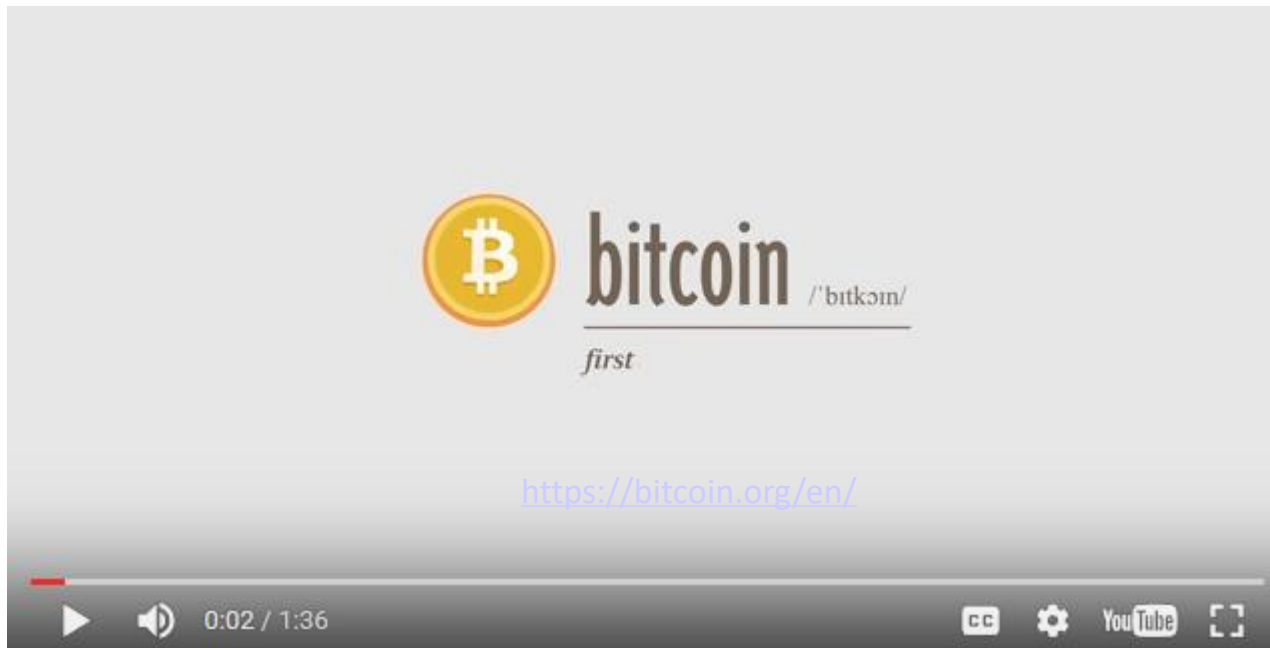 bitcoin /ˈbɪtkɔɪn/
first
https://bitcoin.org/en/
0:02 / 1:36
CC
YouTube